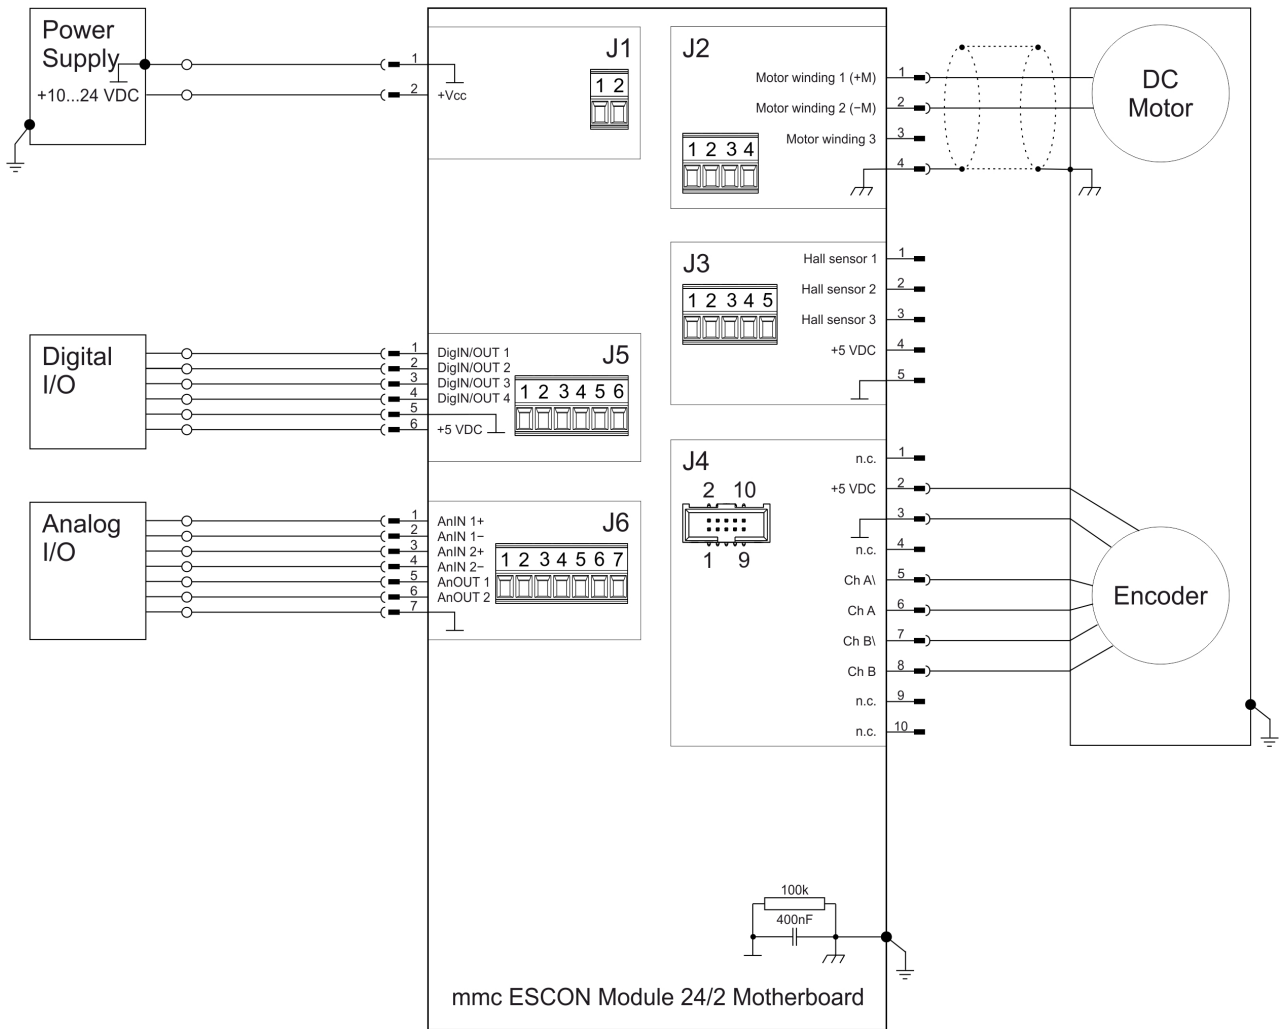 Power
Supply
+10...24 VDC
1
2
+Vcc
J1
1 2
J2
1 2 3 4
Motor winding 1 (+M)
1
Motor winding 2 (−M)
2
Motor winding 3
3
4
DC
Motor
J3
1 2 3 4 5
Hall sensor 1
1
Hall sensor 2
2
Hall sensor 3
3
+5 VDC
4
5
Digital
I/O
1
DigIN/OUT 1
2
DigIN/OUT 2
3
DigIN/OUT 3
4
DigIN/OUT 4
5
6
+5 VDC
J5
1 2 3 4 5 6
Analog
I/O
1
AnIN 1+
2
AnIN 1−
3
AnIN 2+
4
AnIN 2−
5
AnOUT 1
6
AnOUT 2
7
J6
1 2 3 4 5 6 7
J4
2 10
1 9
n.c.
1
+5 VDC
2
3
n.c.
4
Ch A\
5
Ch A
6
Ch B\
7
Ch B
8
n.c.
9
n.c.
10
Encoder
100k
400nF
mmc ESCON Module 24/2 Motherboard